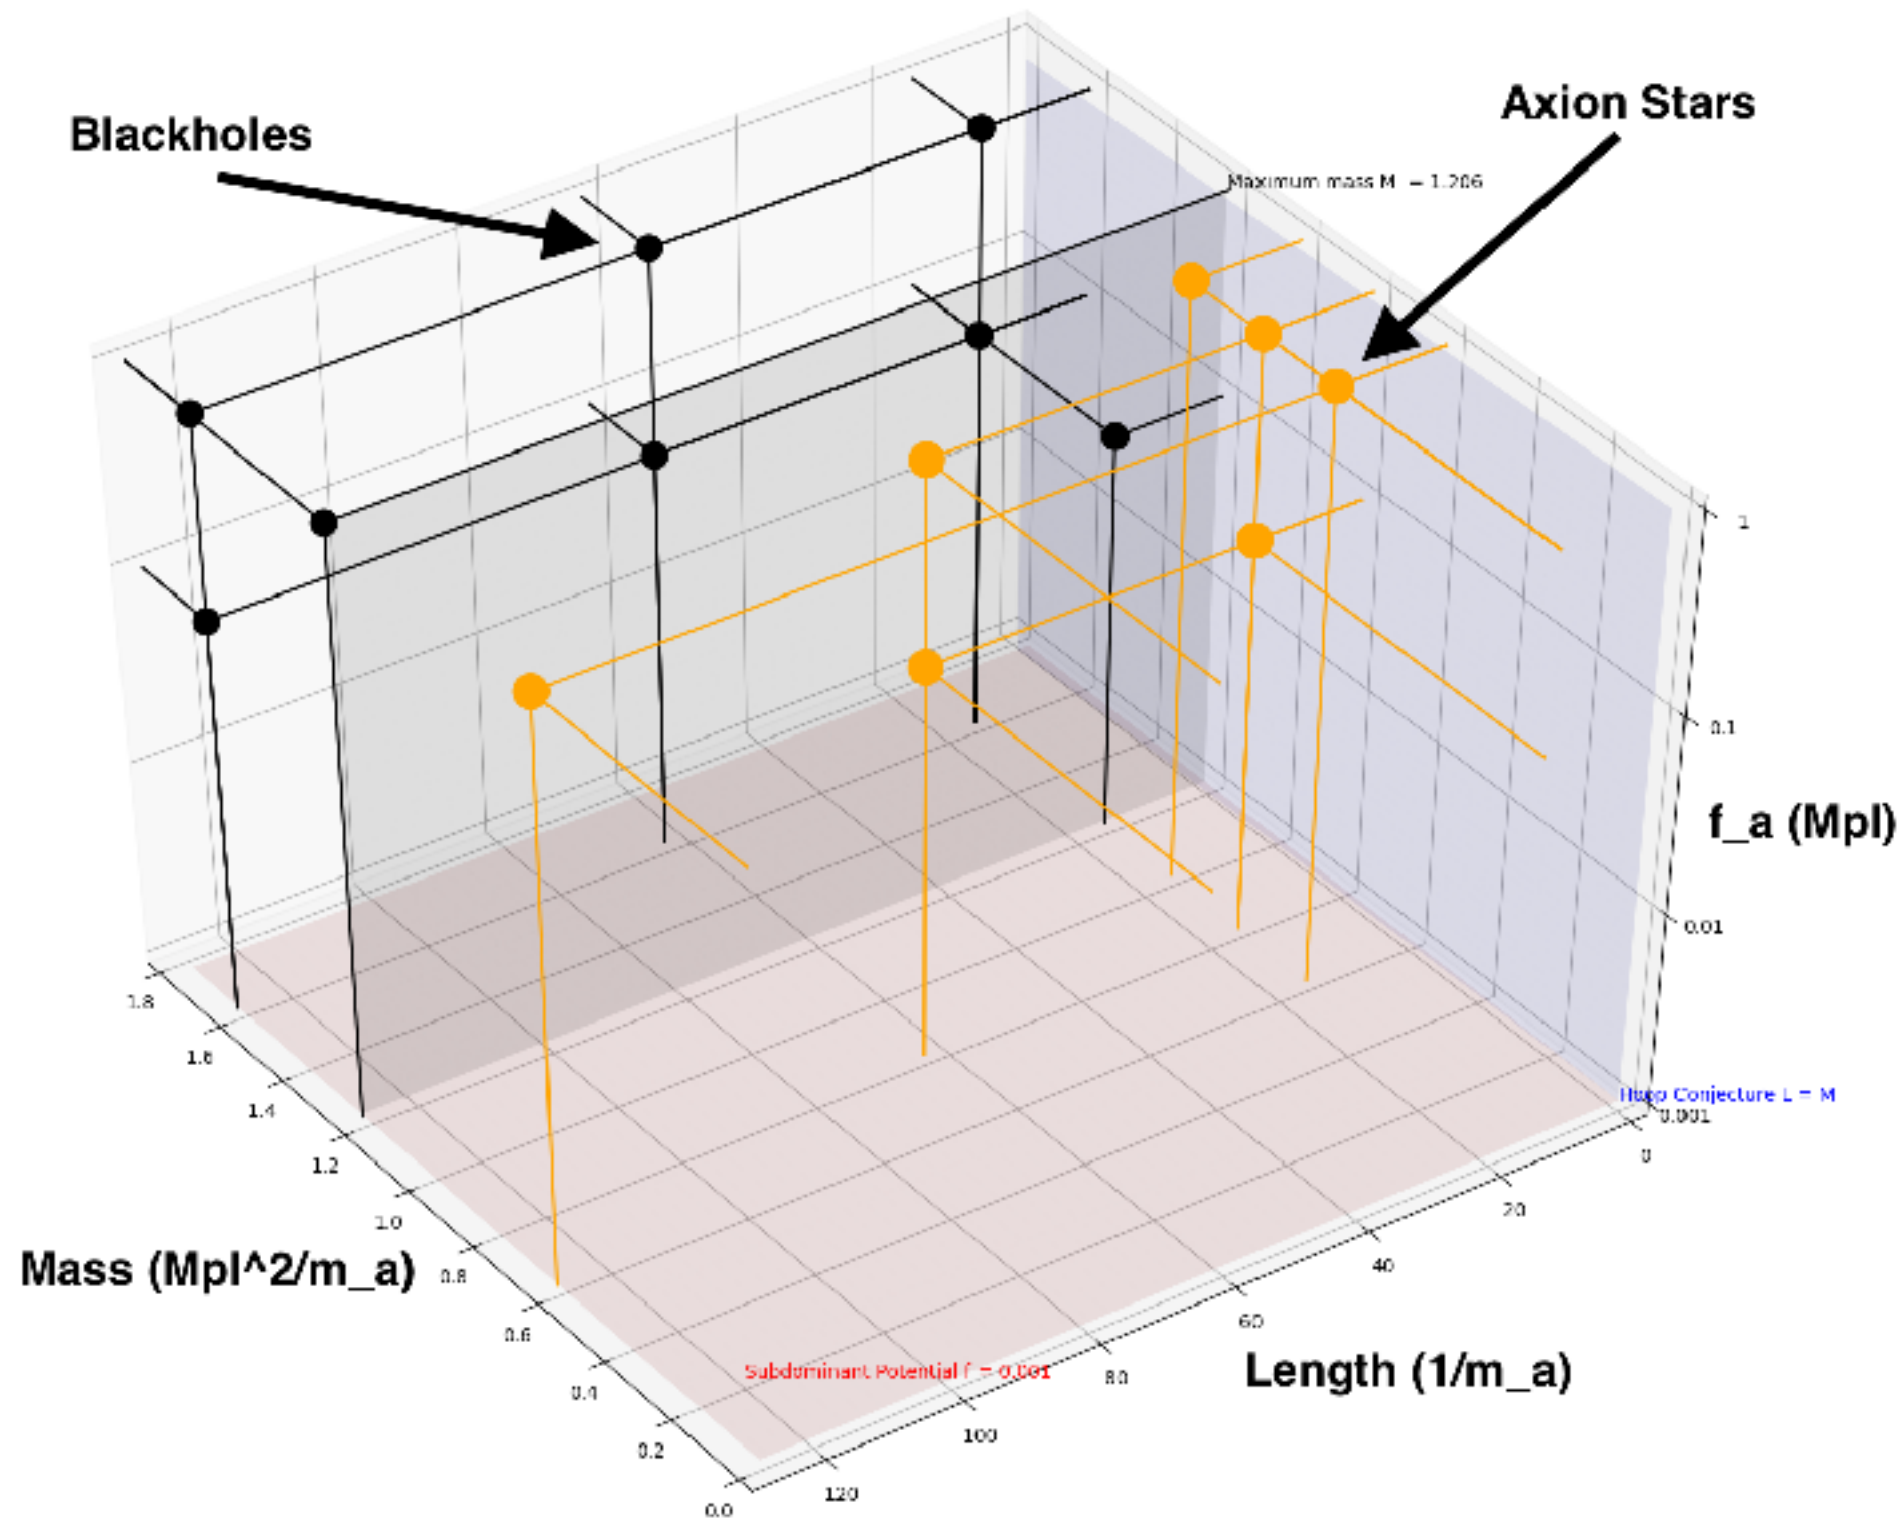 Blackholes
Axion Stars
Maximum mass M = 1.206
1
0.1
f_a (Mpl)
0.01
Hoop Conjecture L = M
0.001
0
20
40
60
80
100
120
Length (1/m_a)
1.8
1.6
1.4
1.2
1.0
0.8
0.6
0.4
0.2
0.0
Mass (Mpl^2/m_a)
Subdominant Potential f = 0.001